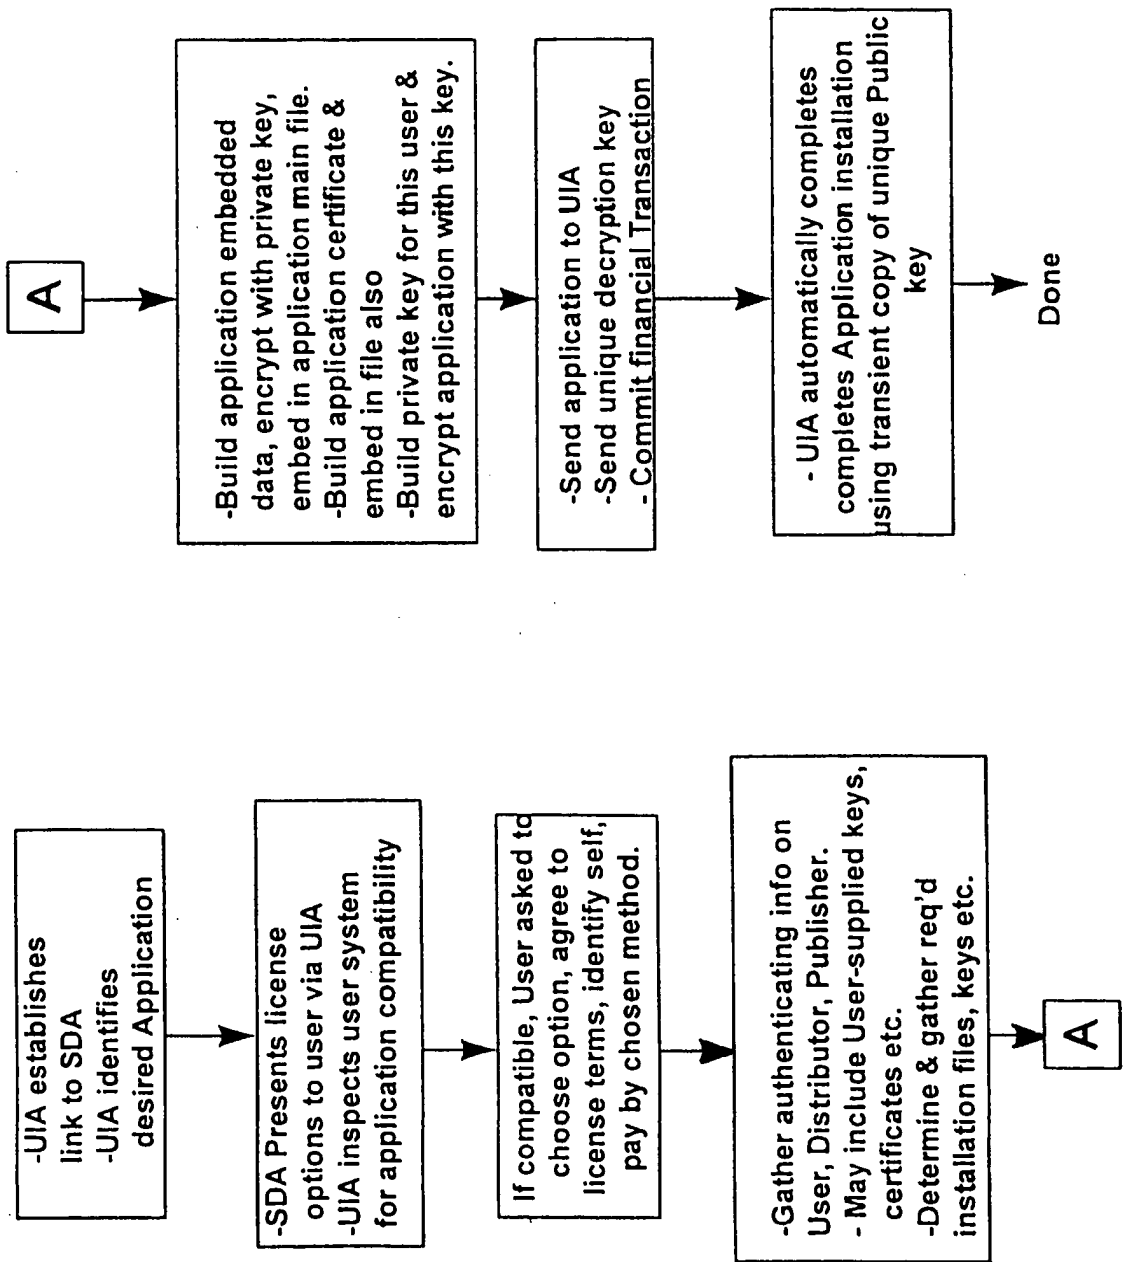 -UIA establishes
link to SDA
-UIA identifies
desired Application
-SDA Presents license
options to user via UIA
-UIA inspects user system
for application compatibility
If compatible, User asked to
choose option, agree to
license terms, identify self,
pay by chosen method.
-Gather authenticating info on
User, Distributor, Publisher.
- May include User-supplied keys,
certificates etc.
-Determine & gather req'd
installation files, keys etc.
A
A
-Build application embedded
data, encrypt with private key,
embed in application main file.
-Build application certificate &
embed in file also
-Build private key for this user &
encrypt application with this key.
-Send application to UIA
-Send unique decryption key
- Commit financial Transaction
- UIA automatically completes
completes Application installation
using transient copy of unique Public
key
Done